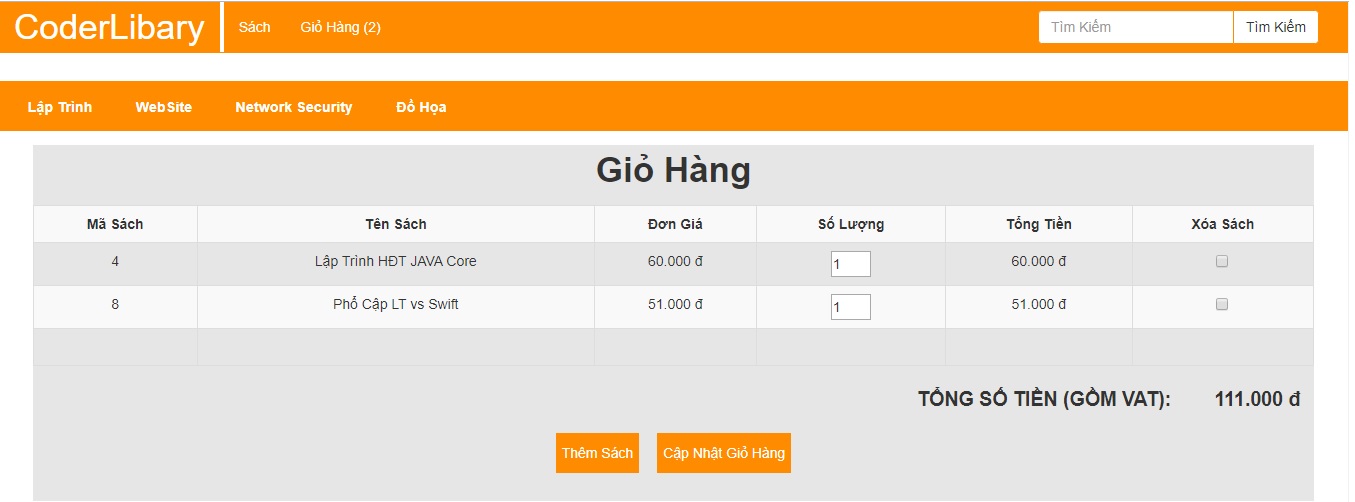 CoderLibary Sách Giỏ Hàng (2) Tìm Kiếm Tìm Kiếm
Lập Trình WebSite Network Security Đồ Họa
Giỏ Hàng
Mã Sách Tên Sách Đơn Giá Số Lượng Tổng Tiền Xóa Sách
4 Lập Trình HĐT JAVA Core 60.000 đ 1 60.000 đ
8 Phổ Cập LT vs Swift 51.000 đ 1 51.000 đ
TỔNG SỐ TIỀN (GỒM VAT): 111.000 đ
Thêm Sách Cập Nhật Giỏ Hàng